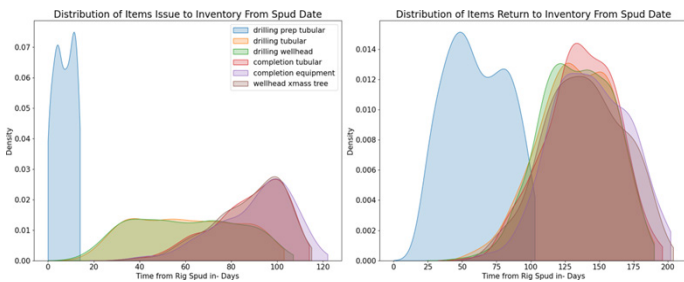 Distribution of Items Issue to Inventory From Spud Date
0.07
0.06
0.05
0.04
0.03
0.02
0.01
0.00
Density
drilling prep tubular
drilling tubular
drilling wellhead
completion tubular
completion equipment
wellhead xmas tree
0 20 40 60 80 100 120
Time from Rig Spud in- Days
Distribution of Items Return to Inventory From Spud Date
0.014
0.012
0.010
0.008
0.006
0.004
0.002
0.000
Density
0 25 50 75 100 125 150 175 200
Time from Rig Spud in- Days